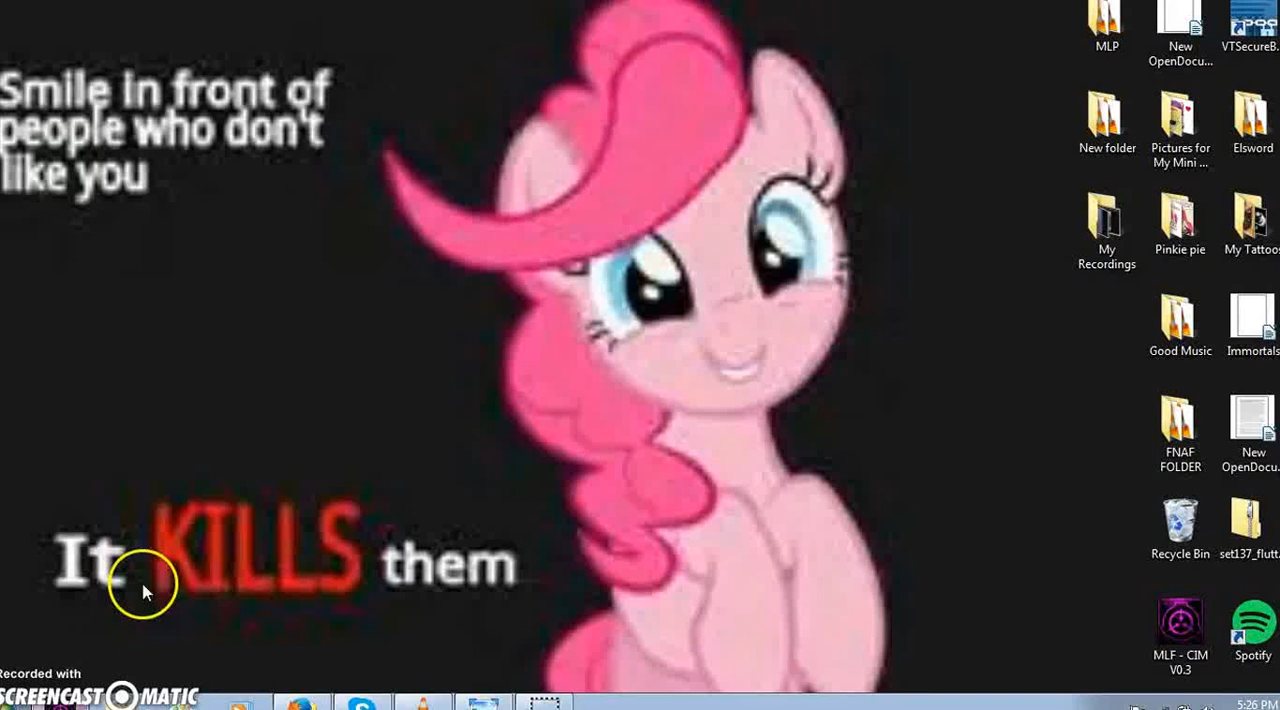 Smile in front of
people who don't
like you
It KILLS them
MLP
New
OpenDocu...
VTSecureB...
New folder
Pictures for
My Mini ...
Elsword
My
Recordings
Pinkie pie
My Tattoos
Good Music
Immortals
FNAF
FOLDER
New
OpenDocu...
Recycle Bin
set137_flutt...
MLF - CIM
V0.3
Spotify
Recorded with
SCREENCAST MATIC
5:26 PM